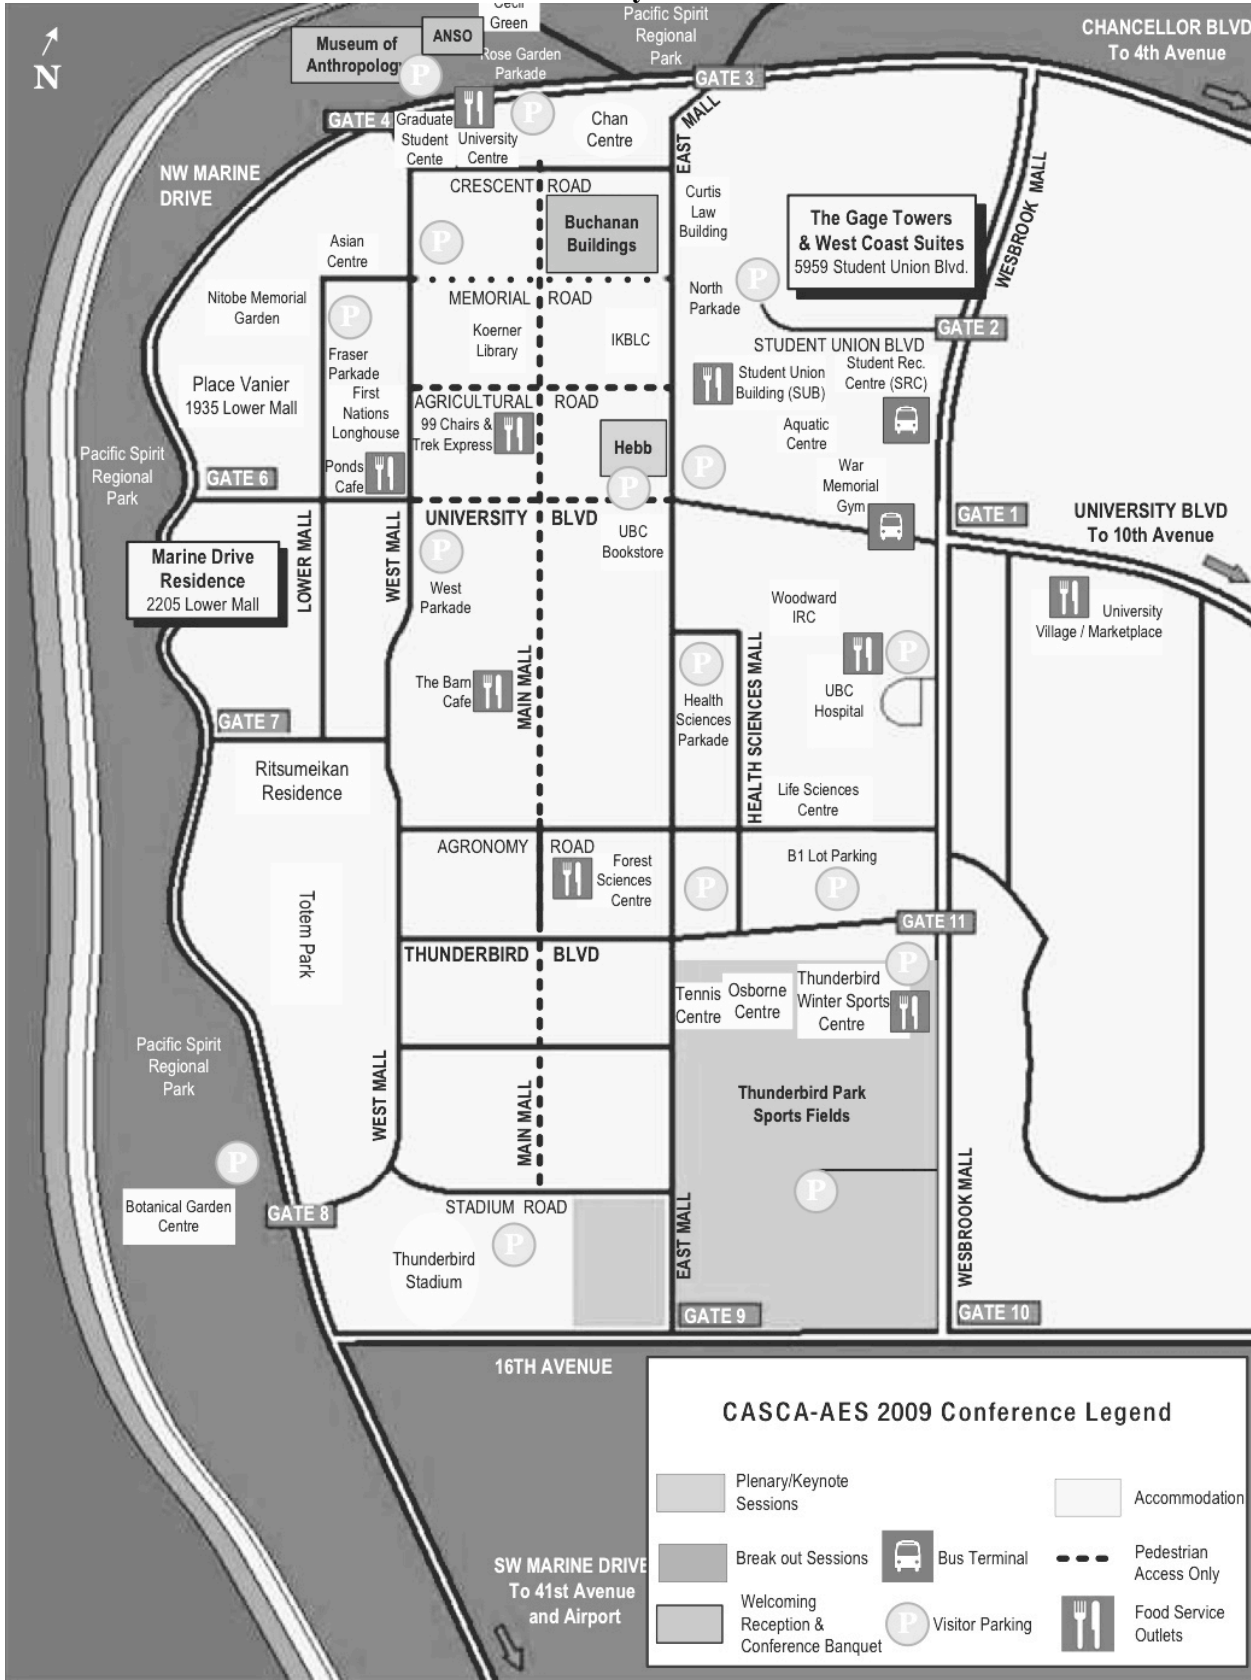 Cecil
Green
Pacific Spirit
Regional
Park
CHANCELLOR BLVD
To 4th Avenue
N
Museum of
Anthropology
ANSO
P
Rose Garden
Parkade
P
GATE 3
GATE 4
Graduate
Student
Cente
University
Centre
Chan
Centre
EAST MALL
NW MARINE
DRIVE
CRESCENT ROAD
Buchanan
Buildings
Curtis
Law
Building
The Gage Towers
& West Coast Suites
5959 Student Union Blvd.
WESBROOK MALL
Asian
Centre
P
P
Nitobe Memorial
Garden
MEMORIAL ROAD
North
Parkade
P
Koerner
Library
IKBLC
GATE 2
STUDENT UNION BLVD
Fraser
Parkade
Student Union
Building (SUB)
Student Rec.
Centre (SRC)
Place Vanier
1935 Lower Mall
First
Nations
Longhouse
AGRICULTURAL ROAD
99 Chairs &
Trek Express
Hebb
P
P
Aquatic
Centre
Pacific Spirit
Regional
Park
GATE 6
Ponds
Cafe
War
Memorial
Gym
GATE 1
UNIVERSITY BLVD
To 10th Avenue
UNIVERSITY BLVD
UBC
Bookstore
P
West
Parkade
Marine Drive
Residence
2205 Lower Mall
LOWER MALL
WEST MALL
Woodward
IRC
University
Village / Marketplace
P
P
UBC
Hospital
The Barn
Cafe
MAIN MALL
Health
Sciences
Parkade
HEALTH SCIENCES MALL
GATE 7
Ritsumeikan
Residence
Life Sciences
Centre
AGRONOMY ROAD
Forest
Sciences
Centre
P
B1 Lot Parking
P
Totem Park
GATE 11
THUNDERBIRD BLVD
P
Tennis
Centre
Osborne
Centre
Thunderbird
Winter Sports
Centre
Pacific Spirit
Regional
Park
WEST MALL
MAIN MALL
Thunderbird Park
Sports Fields
P
P
Botanical Garden
Centre
GATE 8
STADIUM ROAD
P
Thunderbird
Stadium
EAST MALL
WESBROOK MALL
GATE 9
GATE 10
16TH AVENUE
CASCA-AES 2009 Conference Legend
Plenary/Keynote
Sessions
Accommodation
Break out Sessions
Bus Terminal
Pedestrian
Access Only
Welcoming
Reception &
Conference Banquet
P
Visitor Parking
Food Service
Outlets
SW MARINE DRIVE
To 41st Avenue
and Airport